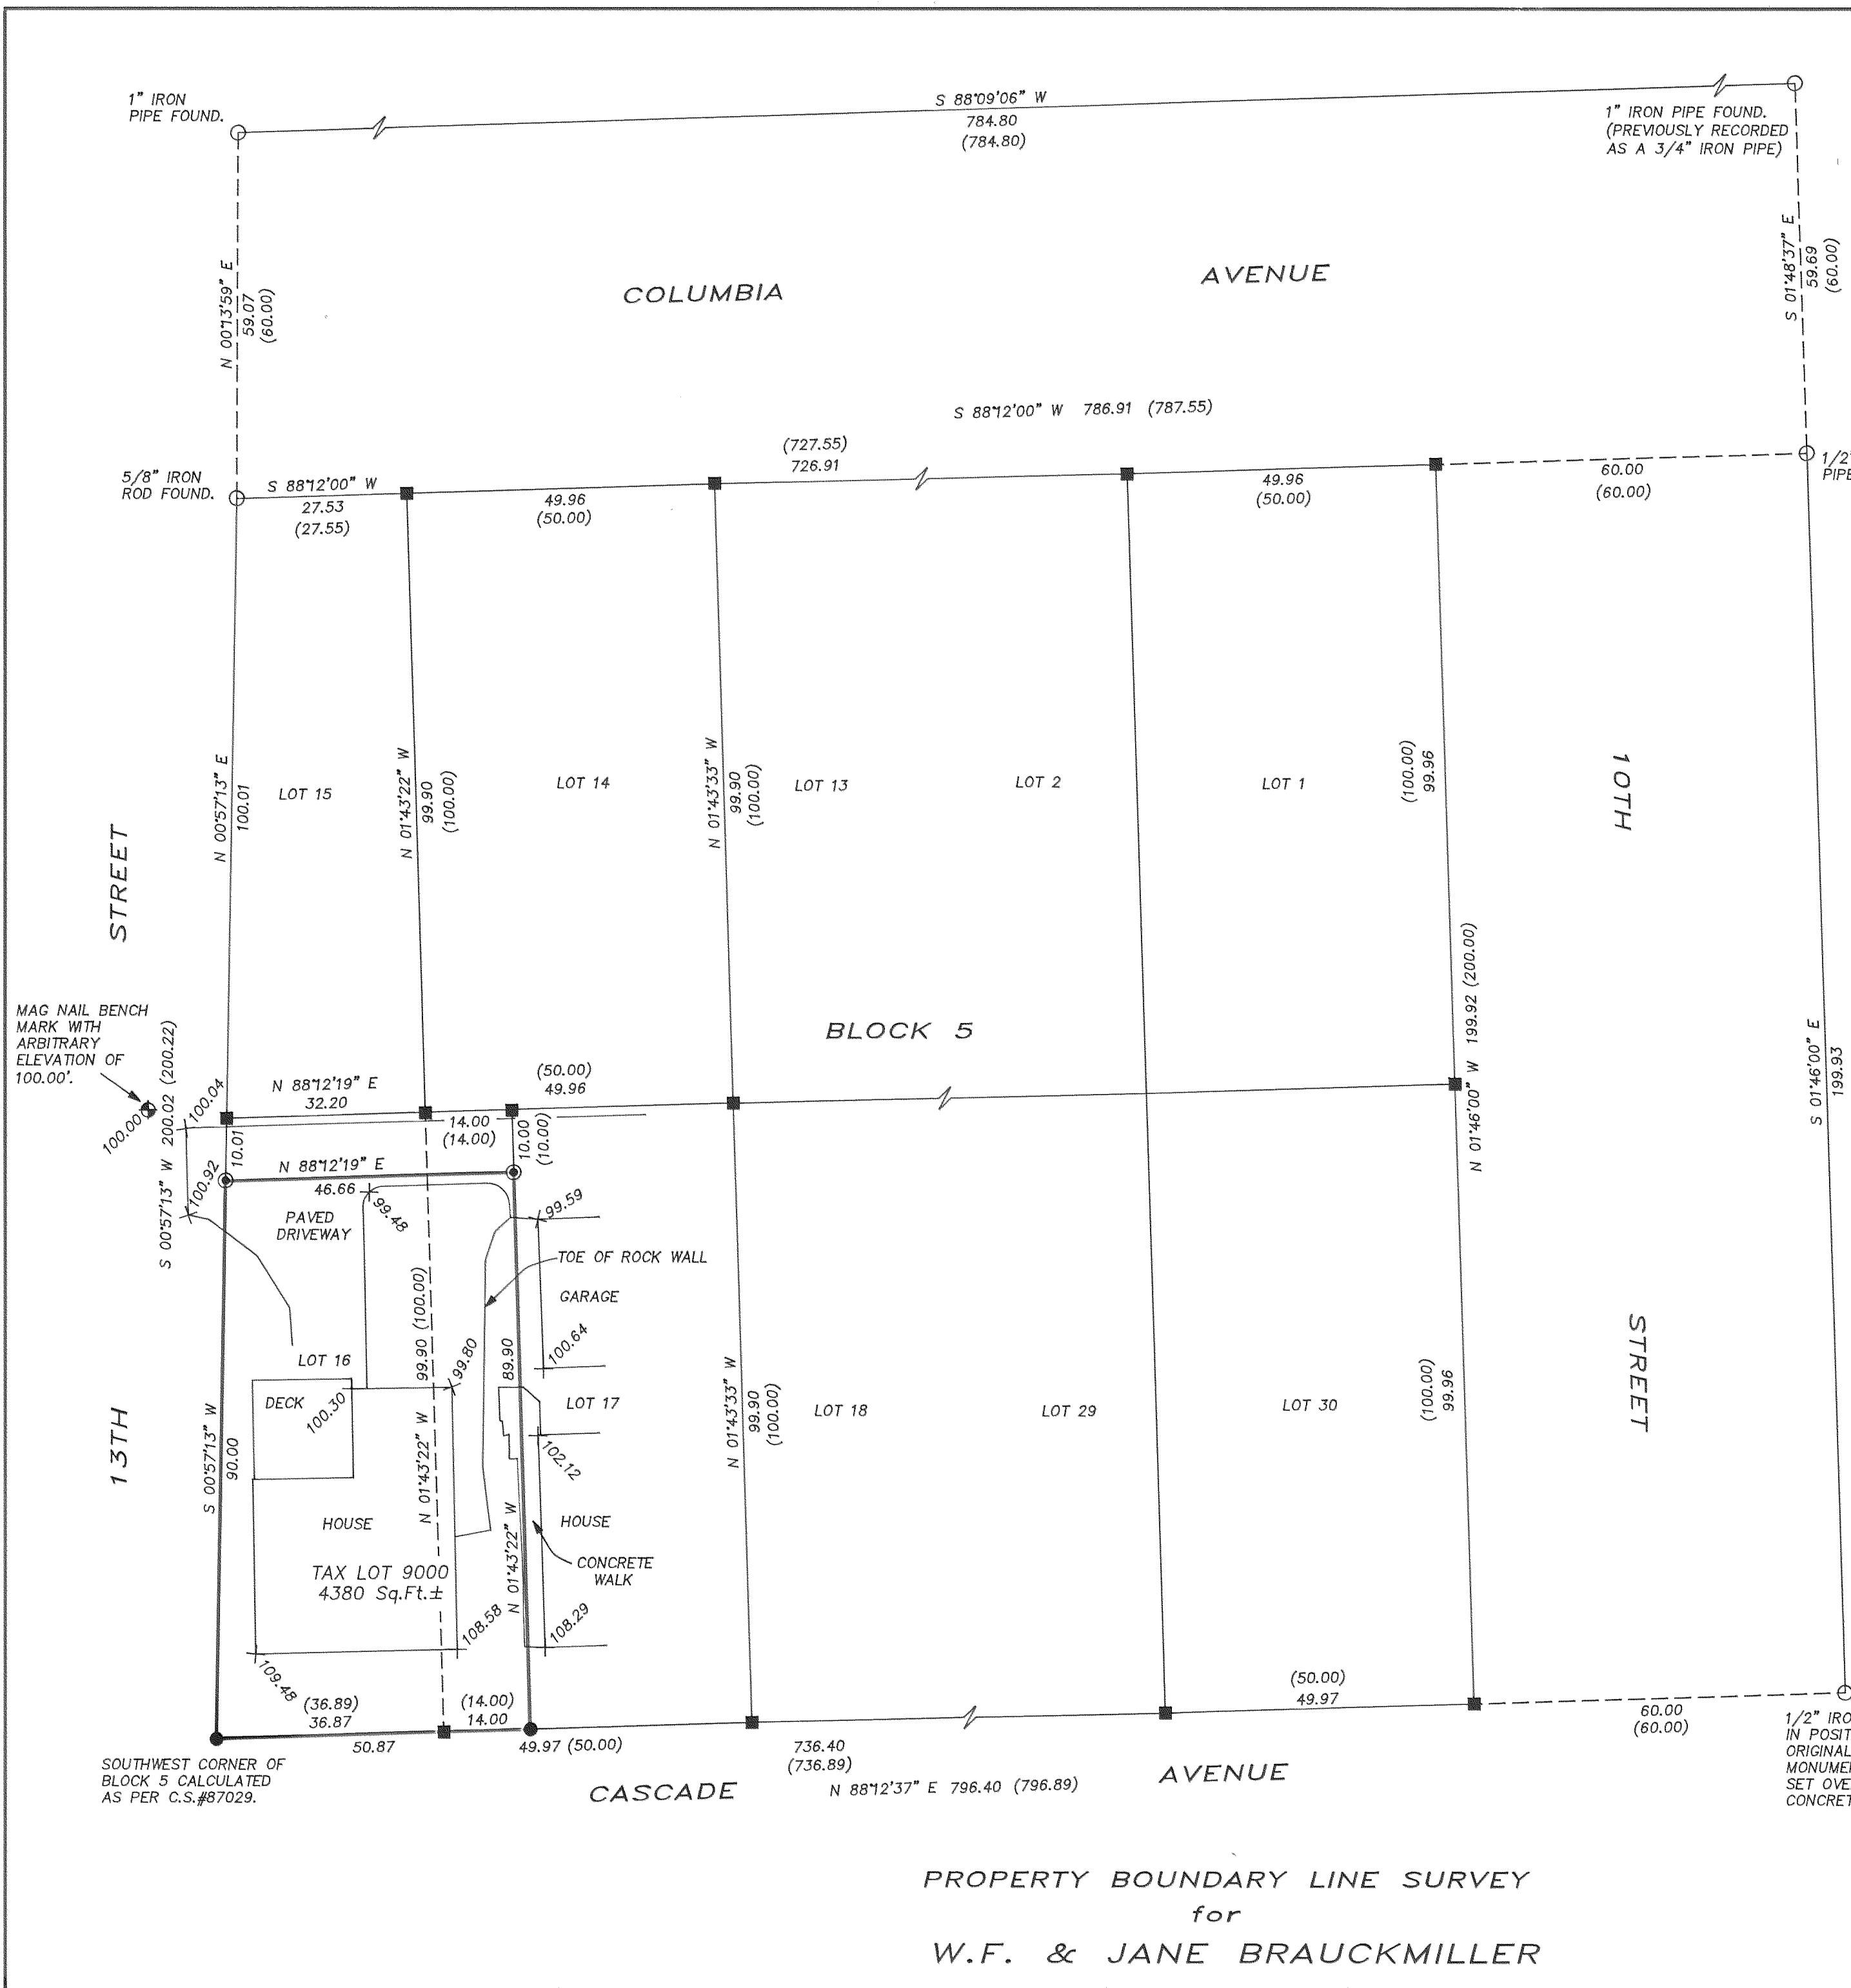 1" IRON
PIPE FOUND.
S 88°09'06" W
784.80
(784.80)
1" IRON PIPE FOUND.
(PREVIOUSLY RECORDED
AS A 3/4" IRON PIPE)
N 00°13'59" E
59.07
(60.00)
S 01°48'37" E
59.69
(60.00)
COLUMBIA AVENUE
S 88°12'00" W 786.91 (787.55)
(727.55)
726.91
5/8" IRON
ROD FOUND.
S 88°12'00" W
27.53
(27.55)
49.96
(50.00)
49.96
(50.00)
60.00
(60.00)
1/2"
PIPE
N 00°57'13" E
100.01
LOT 15
N 01°43'22" W
99.90
(100.00)
LOT 14
N 01°43'33" W
99.90
(100.00)
LOT 13
LOT 2
LOT 1
(100.00)
99.96
10TH
STREET
STREET
13TH
MAG NAIL BENCH
MARK WITH
ARBITRARY
ELEVATION OF
100.00'.
100.00
S 00°57'13" W 200.02 (200.22)
100.04
N 88°12'19" E
32.20
(50.00)
49.96
BLOCK 5
N 01°46'00" W 199.92 (200.00)
S 01°46'00" E
199.93
10.01
14.00
(14.00)
10.00
(10.00)
100.92
N 88°12'19" E
46.66
99.48
99.59
PAVED
DRIVEWAY
TOE OF ROCK WALL
GARAGE
99.90 (100.00)
89.90
100.64
99.80
LOT 16
DECK
100.30
LOT 17
102.12
N 01°43'33" W
99.90
(100.00)
LOT 18
LOT 29
LOT 30
(100.00)
99.96
S 00°57'13" W
90.00
N 01°43'22" W
N 01°43'22" W
HOUSE
HOUSE
TAX LOT 9000
4380 Sq.Ft.±
CONCRETE
WALK
108.58
108.29
109.48
(36.89)
36.87
(14.00)
14.00
(50.00)
49.97
60.00
(60.00)
50.87
49.97 (50.00)
736.40
(736.89)
SOUTHWEST CORNER OF
BLOCK 5 CALCULATED
AS PER C.S.#87029.
CASCADE AVENUE
N 88°12'37" E 796.40 (796.89)
1/2" IRO
IN POSIT
ORIGINAL
MONUME
SET OVE
CONCRET
PROPERTY BOUNDARY LINE SURVEY
for
W.F. & JANE BRAUCKMILLER